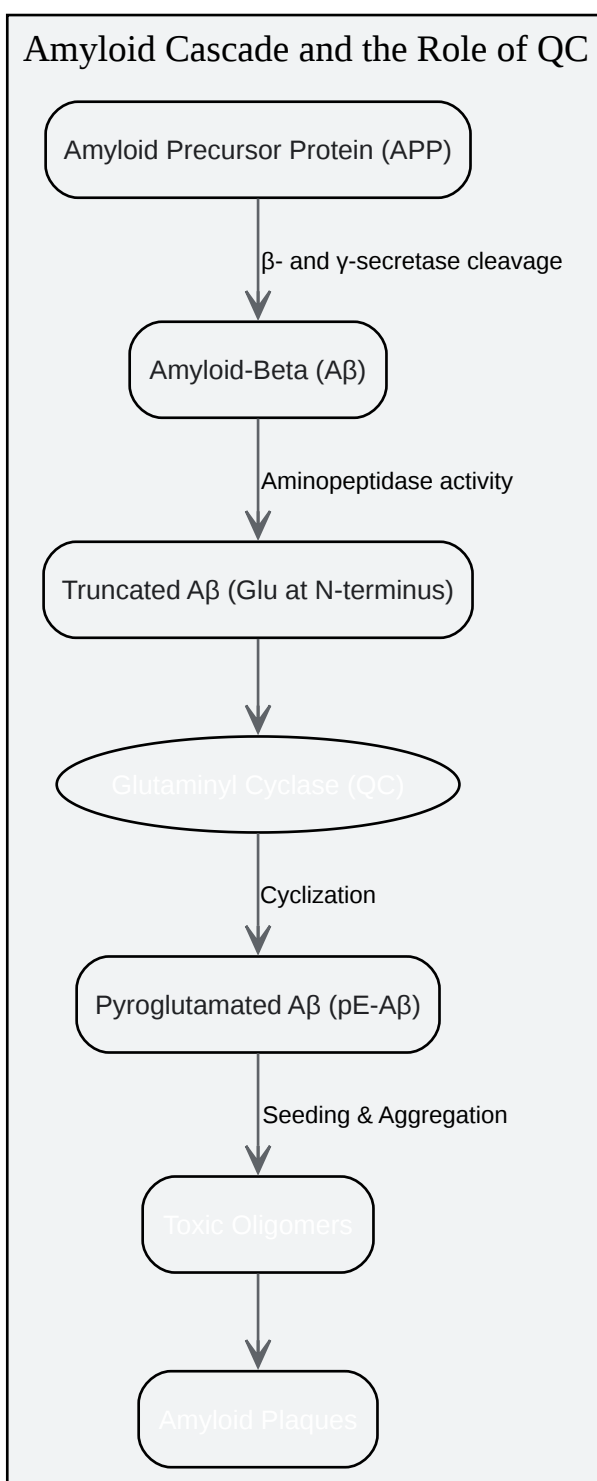 Amyloid Cascade and the Role of QC
Amyloid Precursor Protein (APP)
β- and γ-secretase cleavage
Amyloid-Beta (Aβ)
Aminopeptidase activity
Truncated Aβ (Glu at N-terminus)
Glutaminyl Cyclase (QC)
Cyclization
Pyroglutamated Aβ (pE-Aβ)
Seeding & Aggregation
Toxic Oligomers
Amyloid Plaques